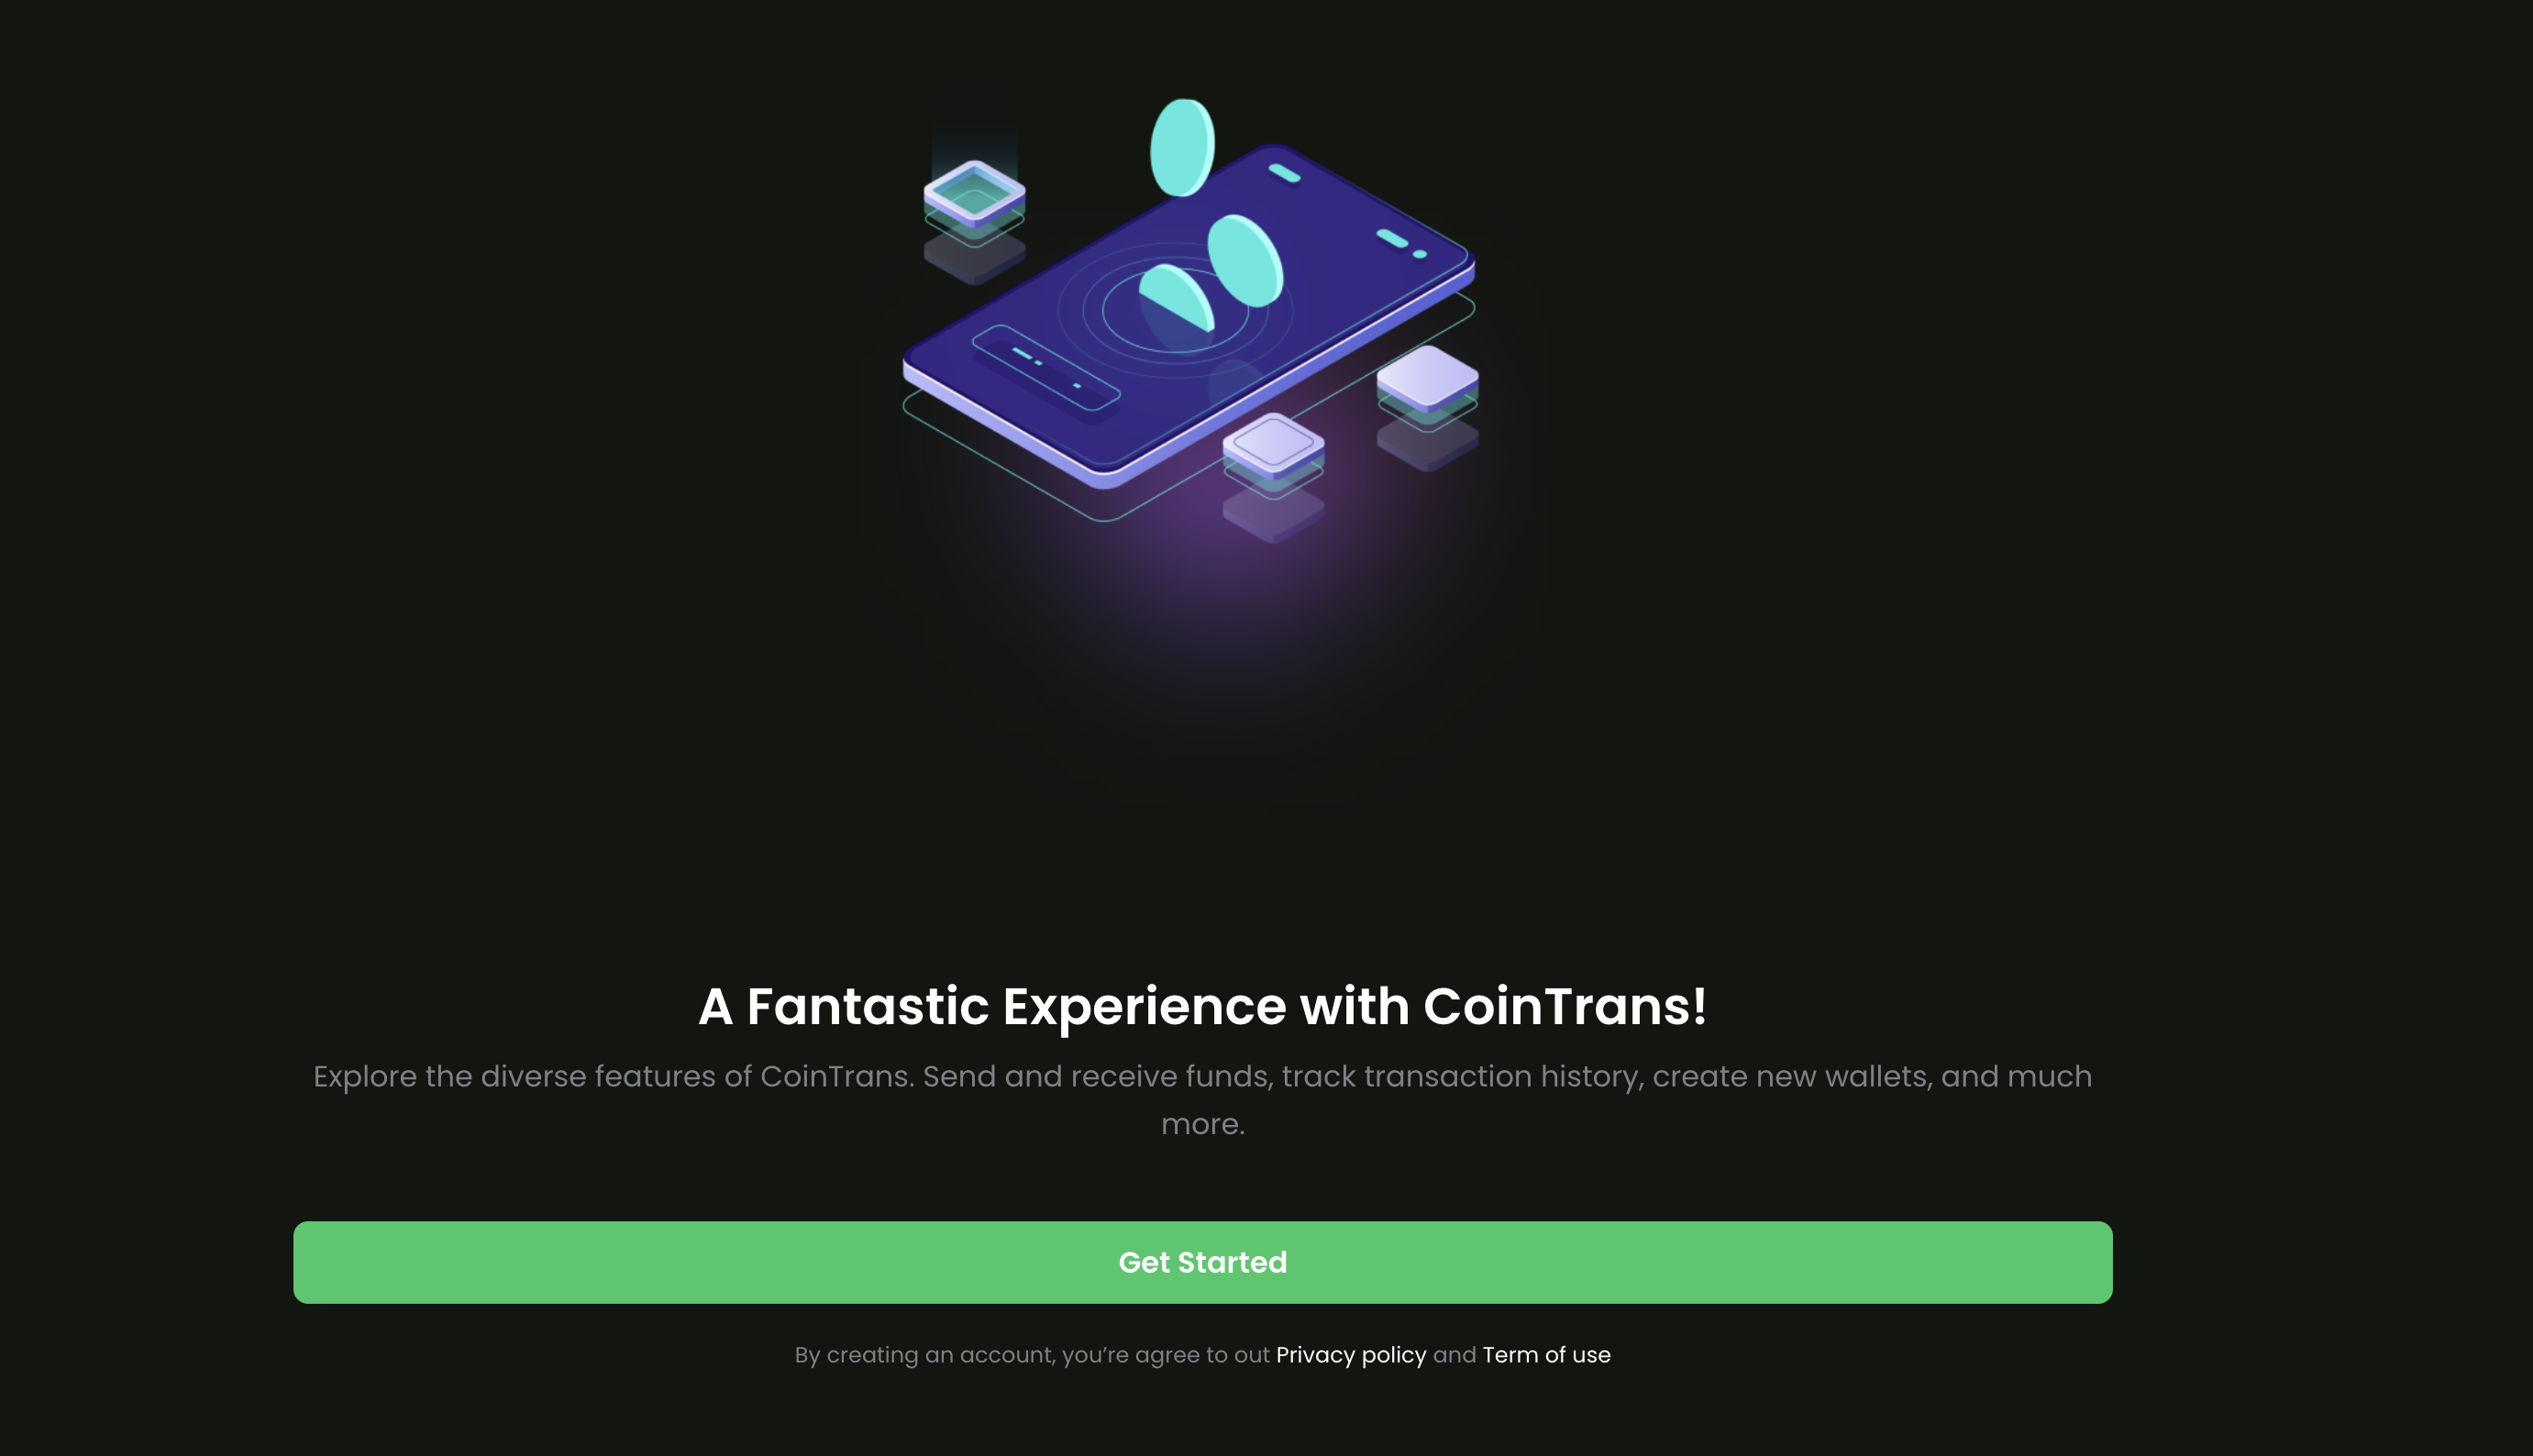 A Fantastic Experience with CoinTrans!
Explore the diverse features of CoinTrans. Send and receive funds, track transaction history, create new wallets, and much
more.
Get Started
By creating an account, you’re agree to out Privacy policy and Term of use